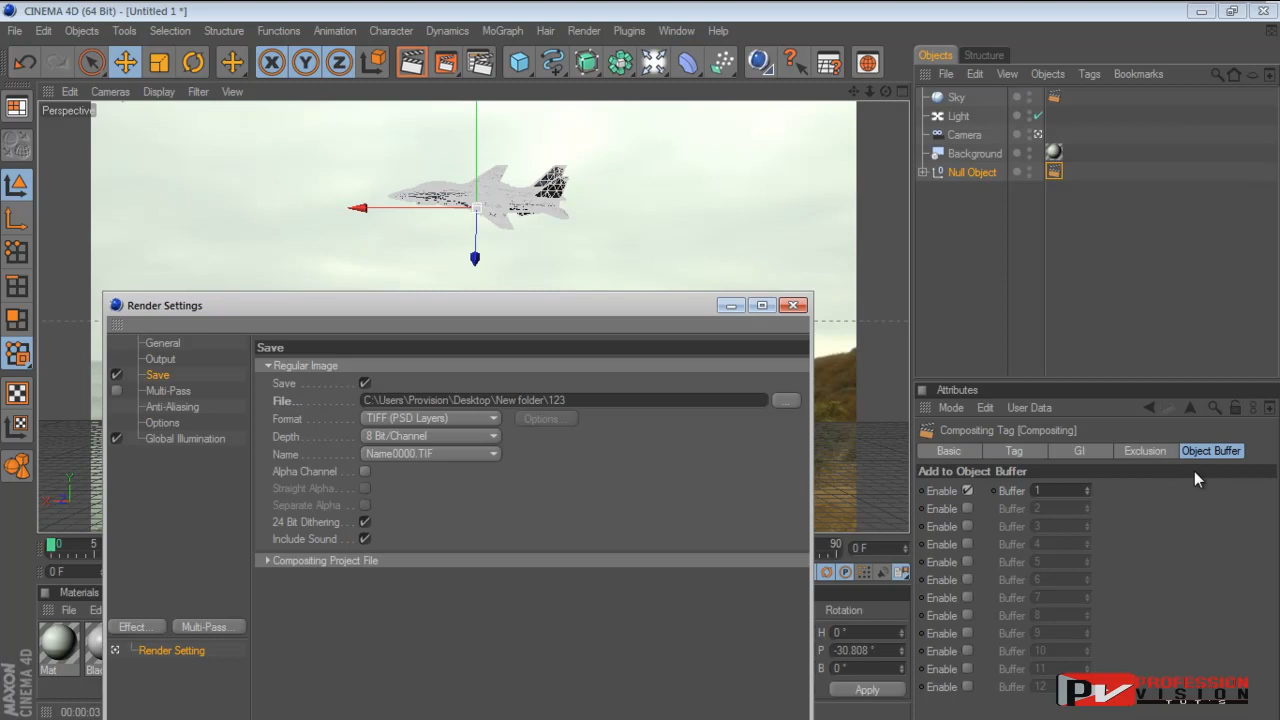 CINEMA 4D (64 Bit) - [Untitled 1 *]
File Edit Objects Tools Selection Structure Functions Animation Character Dynamics MoGraph Hair Render Plugins Window Help
Edit Cameras Display Filter View
Perspective
Objects Structure
File Edit View Objects Tags Bookmarks
Sky
Light
Camera
Background
Null Object
Render Settings
General
Output
Save
Multi-Pass
Anti-Aliasing
Options
Global Illumination
Effect...
Multi-Pass...
Render Setting
Save
Regular Image
Save
File... C:\Users\Provision\Desktop\New folder\123 ...
Format TIFF (PSD Layers) Options...
Depth 8 Bit/Channel
Name Name0000.TIF
Alpha Channel
Straight Alpha
Separate Alpha
24 Bit Dithering
Include Sound
Compositing Project File
0 5
0 F
90 0 F
Materials
File
Mat
00:00:03
MAXON CINEMA 4D
Rotation
H 0 °
P -30.808 °
B 0 °
Apply
Attributes
Mode Edit User Data
Compositing Tag [Compositing]
Basic Tag GI Exclusion Object Buffer
Add to Object Buffer
Enable Buffer 1
Enable Buffer 2
Enable Buffer 3
Enable Buffer 4
Enable Buffer 5
Enable Buffer 6
Enable Buffer 7
Enable Buffer 8
Enable Buffer 9
Enable Buffer 10
Enable Buffer 11
Enable Buffer 12
PV PROFESSION
VISION
TUT'S